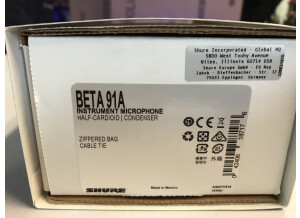 Shure Incorporated - Global HQ
5800 West Touhy Avenue
Niles, Illinois 60714 USA
Shure Europe GmbH - EU Rep
Jakob - Dieffenbacher - Str. 12
75031 Eppingen, Germany
BETA 91A
INSTRUMENT MICROPHONE
HALF-CARDIOID | CONDENSER
ZIPPERED BAG
CABLE TIE
SHURE
Made in Mexico